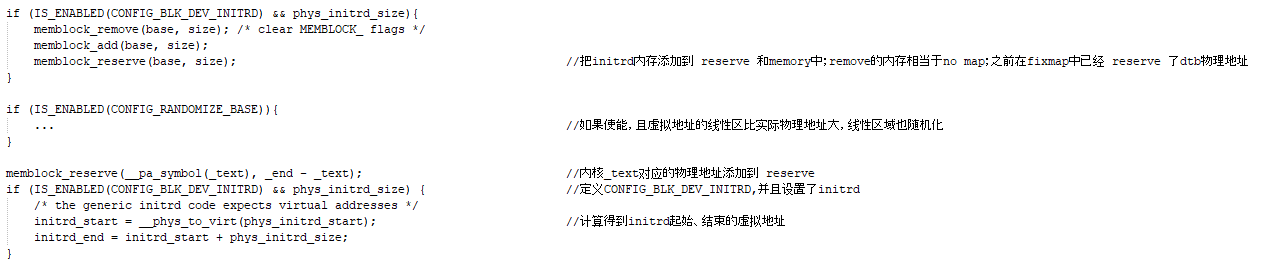 if (IS_ENABLED(CONFIG_BLK_DEV_INITRD) && phys_initrd_size){
memblock_remove(base, size); /* clear MEMBLOCK_ flags */
memblock_add(base, size);
memblock_reserve(base, size); //把initrd内存添加到 reserve 和memory中;remove的内存相当于no map;之前在fixmap中已经 reserve 了dtb物理地址
}
if (IS_ENABLED(CONFIG_RANDOMIZE_BASE)){
... //如果使能,且虚拟地址的线性区比实际物理地址大,线性区域也随机化
}
memblock_reserve(__pa_symbol(_text), _end - _text); //内核_text对应的物理地址添加到 reserve
if (IS_ENABLED(CONFIG_BLK_DEV_INITRD) && phys_initrd_size) { //定义CONFIG_BLK_DEV_INITRD,并且设置了initrd
/* the generic initrd code expects virtual addresses */
initrd_start = __phys_to_virt(phys_initrd_start); //计算得到initrd起始、结束的虚拟地址
initrd_end = initrd_start + phys_initrd_size;
}